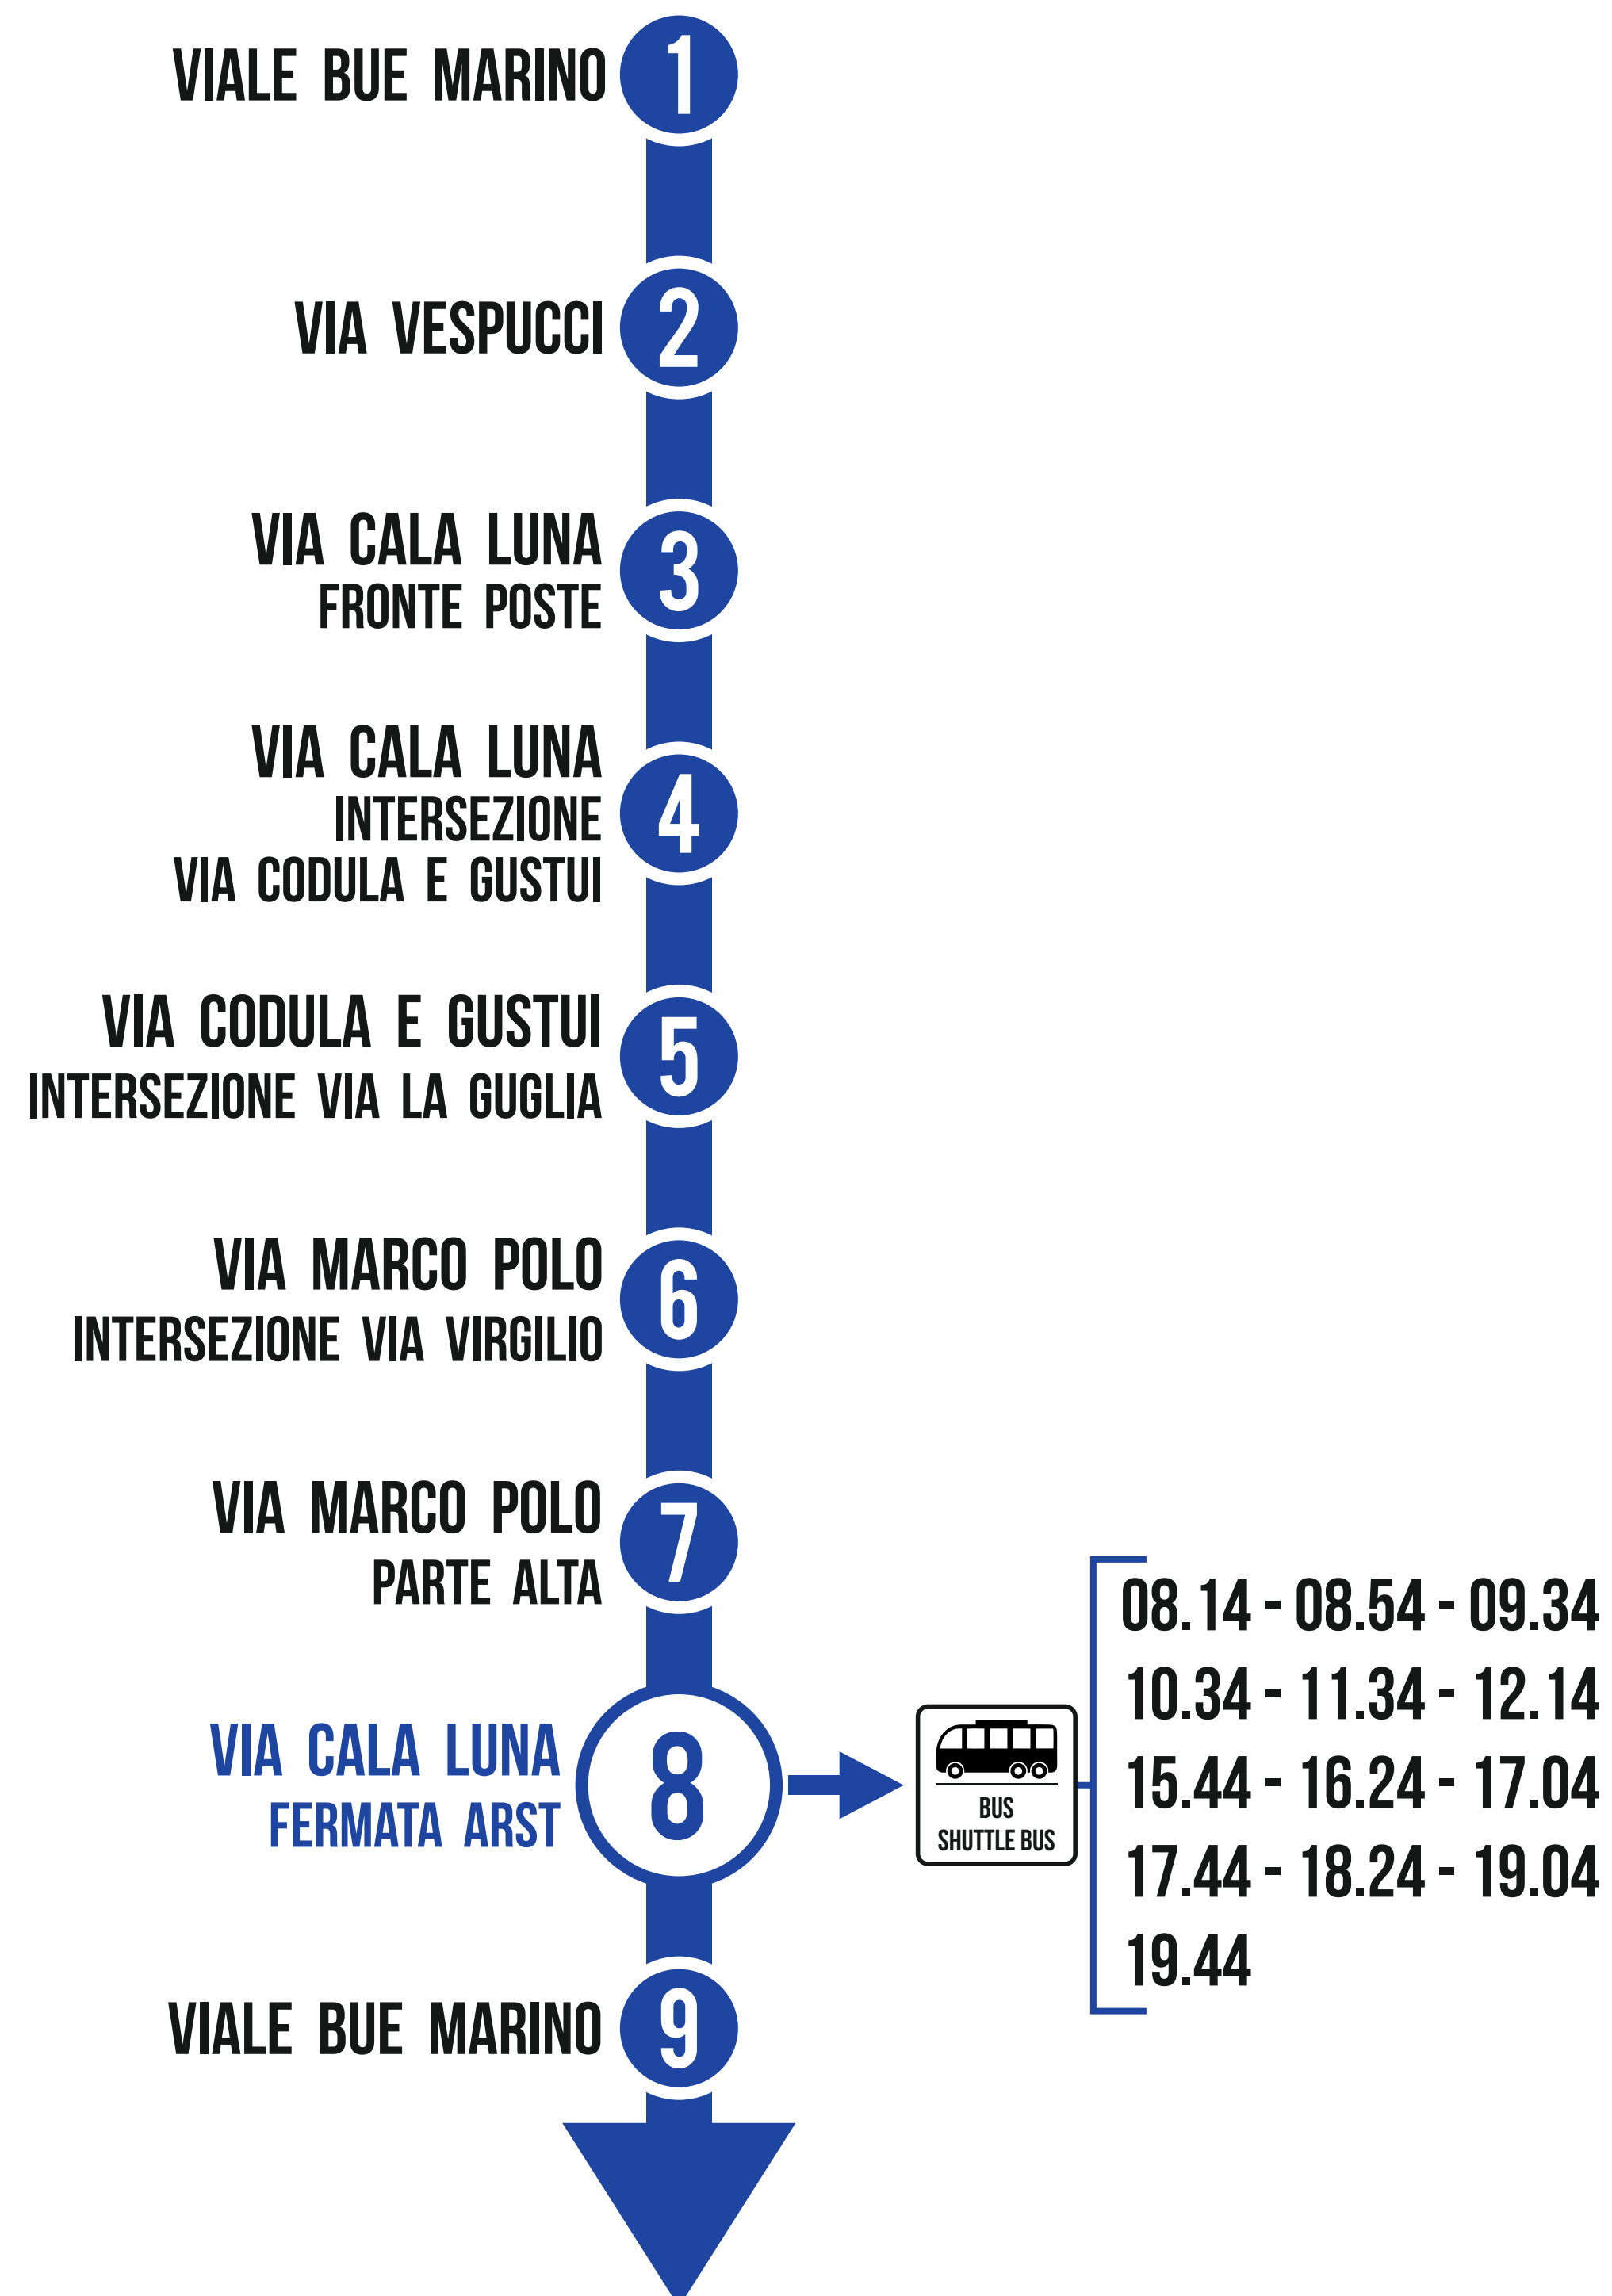 VIALE BUE MARINO
1
VIA VESPUCCI
2
VIA CALA LUNA
FRONTE POSTE
3
VIA CALA LUNA
INTERSEZIONE
VIA CODULA E GUSTUI
4
VIA CODULA E GUSTUI
INTERSEZIONE VIA LA GUGLIA
5
VIA MARCO POLO
INTERSEZIONE VIA VIRGILIO
6
VIA MARCO POLO
PARTE ALTA
7
VIA CALA LUNA
FERMATA ARST
8
BUS
SHUTTLE BUS
08.14 - 08.54 - 09.34
10.34 - 11.34 - 12.14
15.44 - 16.24 - 17.04
17.44 - 18.24 - 19.04
19.44
VIALE BUE MARINO
9